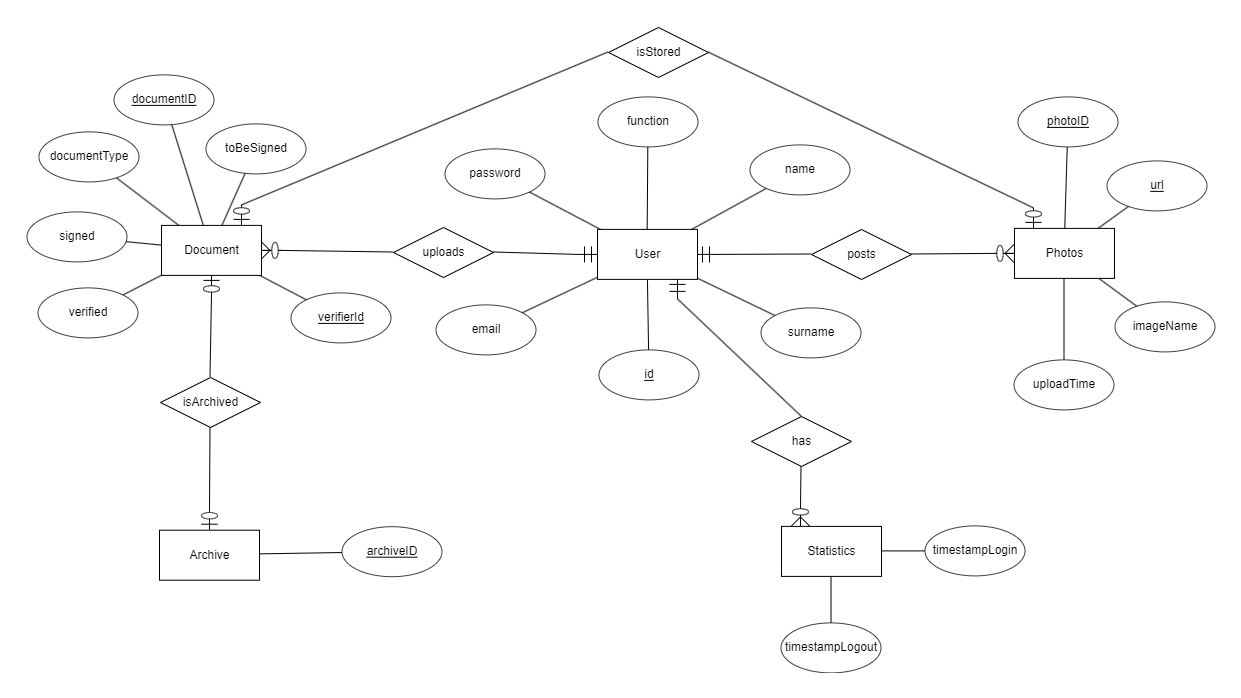 isStored
documentID
function
photoID
toBeSigned
documentType
password
name
url
signed
Document
uploads
User
posts
Photos
verified
verifierId
email
surname
imageName
id
uploadTime
isArchived
has
Archive
archiveID
Statistics
timestampLogin
timestampLogout